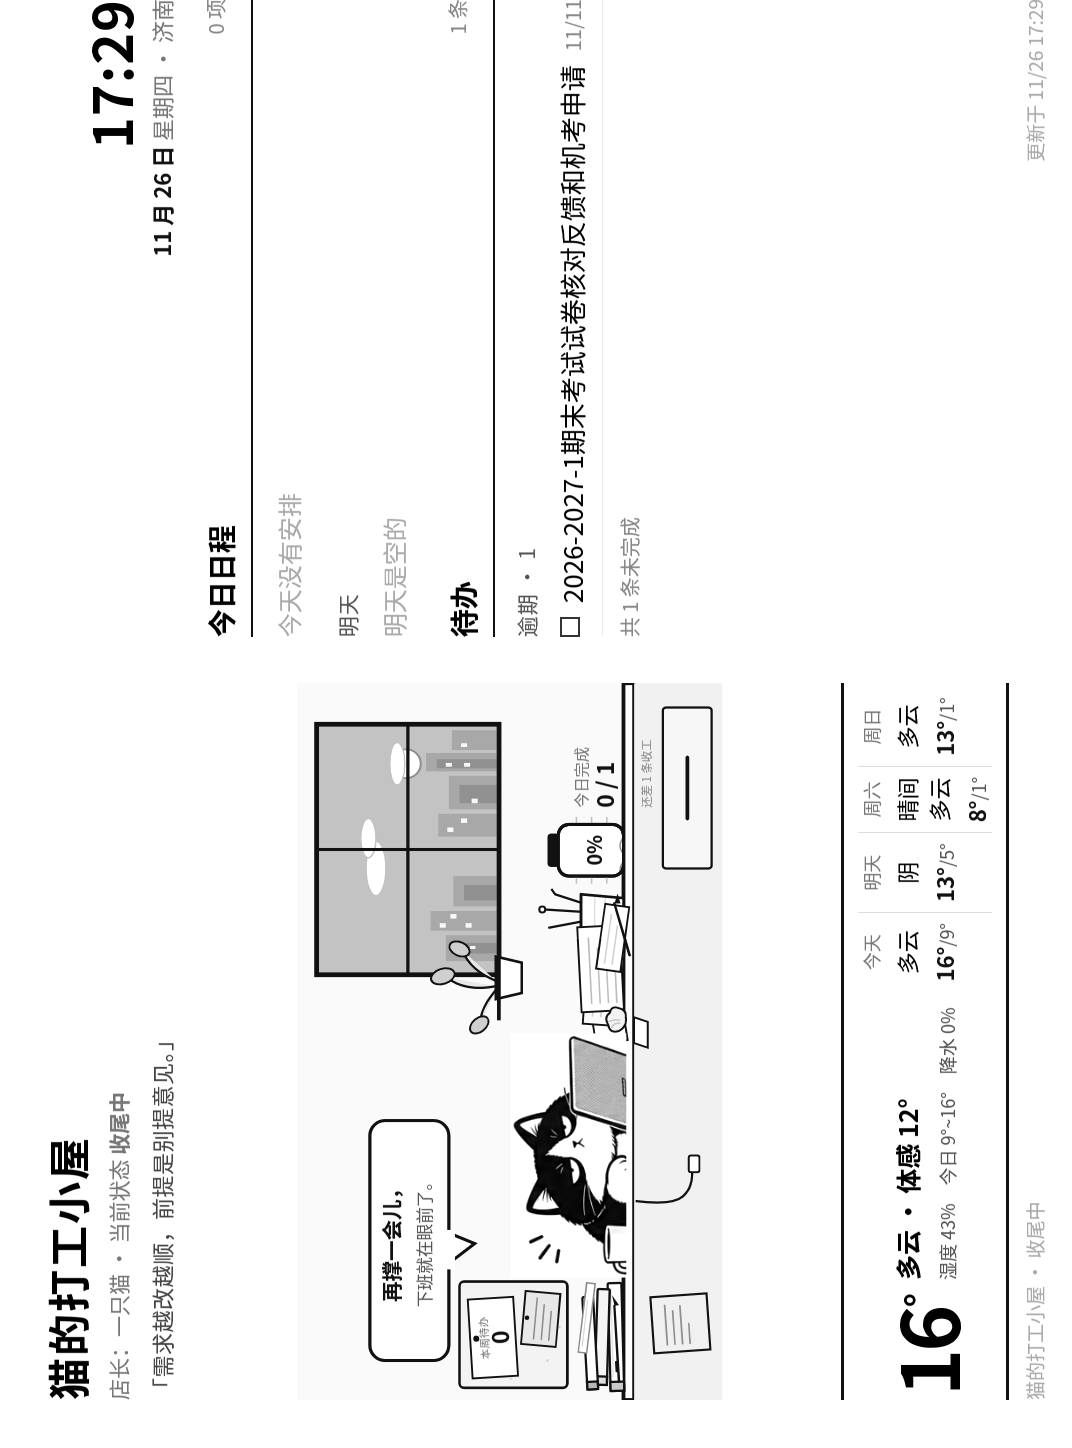 猫的打工小屋
店长：一只猫 · 当前状态 收尾中
「需求越改越顺，前提是别提意见。」
再撑一会儿，
下班就在眼前了。
本周待办
0
0%
今日完成
0 / 1
还差 1 条收工
16°
多云 · 体感 12°
湿度 43% 今日 9°~16° 降水 0%
今天
多云
16°/9°
明天
阴
13°/5°
周六
晴间
多云
8°/1°
周日
多云
13°/1°
猫的打工小屋 · 收尾中
17:29
11 月 26 日 星期四 · 济南
今日日程 0 项
今天没有安排
明天
明天是空的
待办 1 条
逾期 · 1
2026-2027-1期末考试试卷核对反馈和机考申请 11/11
共 1 条未完成
更新于 11/26 17:29